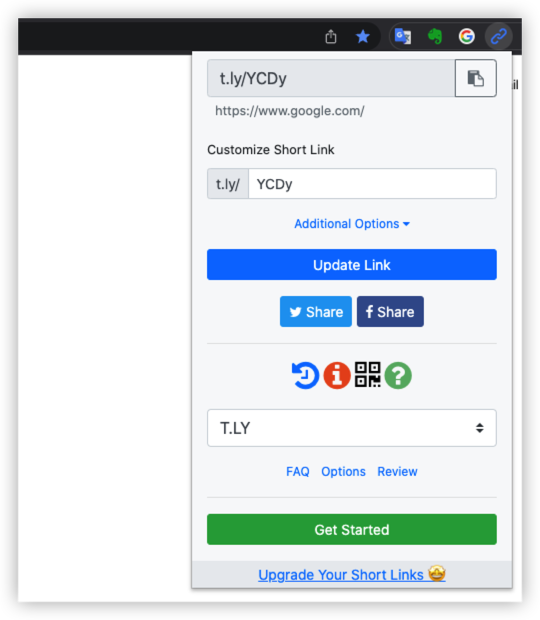 il
t.ly/YCDy
https://www.google.com/
Customize Short Link
t.ly/ YCDy
Additional Options
Update Link
Share f Share
T.LY
FAQ Options Review
Get Started
Upgrade Your Short Links 🤩